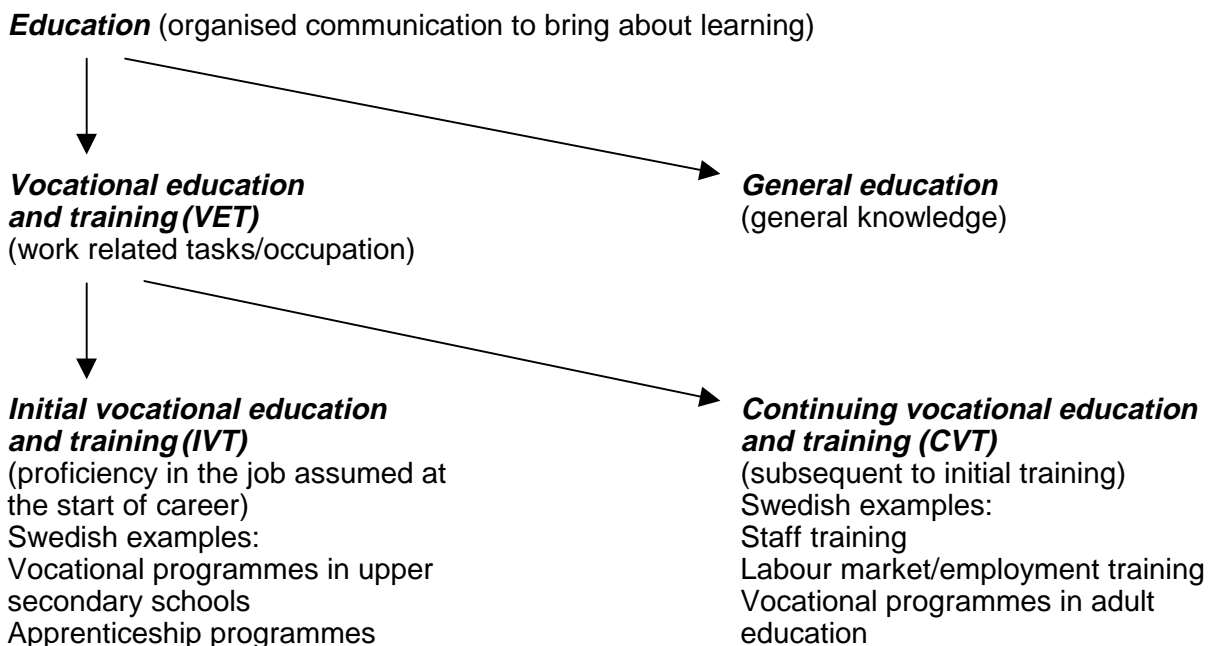 Education (organised communication to bring about learning)
Vocational education
and training (VET)
(work related tasks/occupation)
General education
(general knowledge)
Initial vocational education
and training (IVT)
(proficiency in the job assumed at
the start of career)
Swedish examples:
Vocational programmes in upper
secondary schools
Apprenticeship programmes
Continuing vocational education
and training (CVT)
(subsequent to initial training)
Swedish examples:
Staff training
Labour market/employment training
Vocational programmes in adult
education